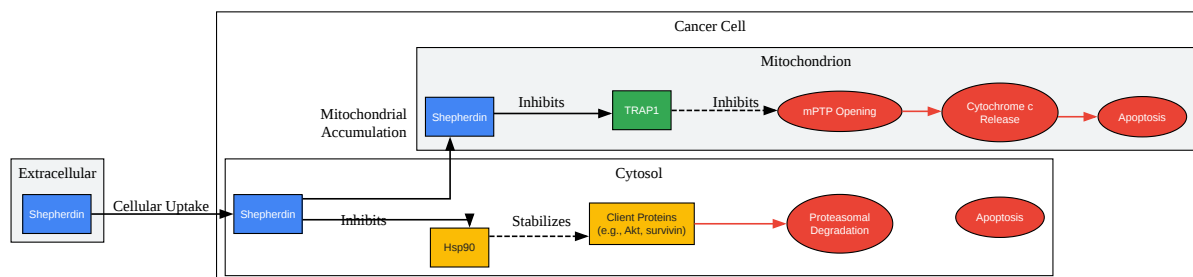 Cancer Cell
Mitochondrion
Shepherdin
Inhibits
TRAP1
Inhibits
mPTP Opening
Cytochrome c
Release
Apoptosis
Mitochondrial
Accumulation
Extracellular
Shepherdin
Cellular Uptake
Cytosol
Shepherdin
Inhibits
Hsp90
Stabilizes
Client Proteins
(e.g., Akt, survivin)
Proteasomal
Degradation
Apoptosis